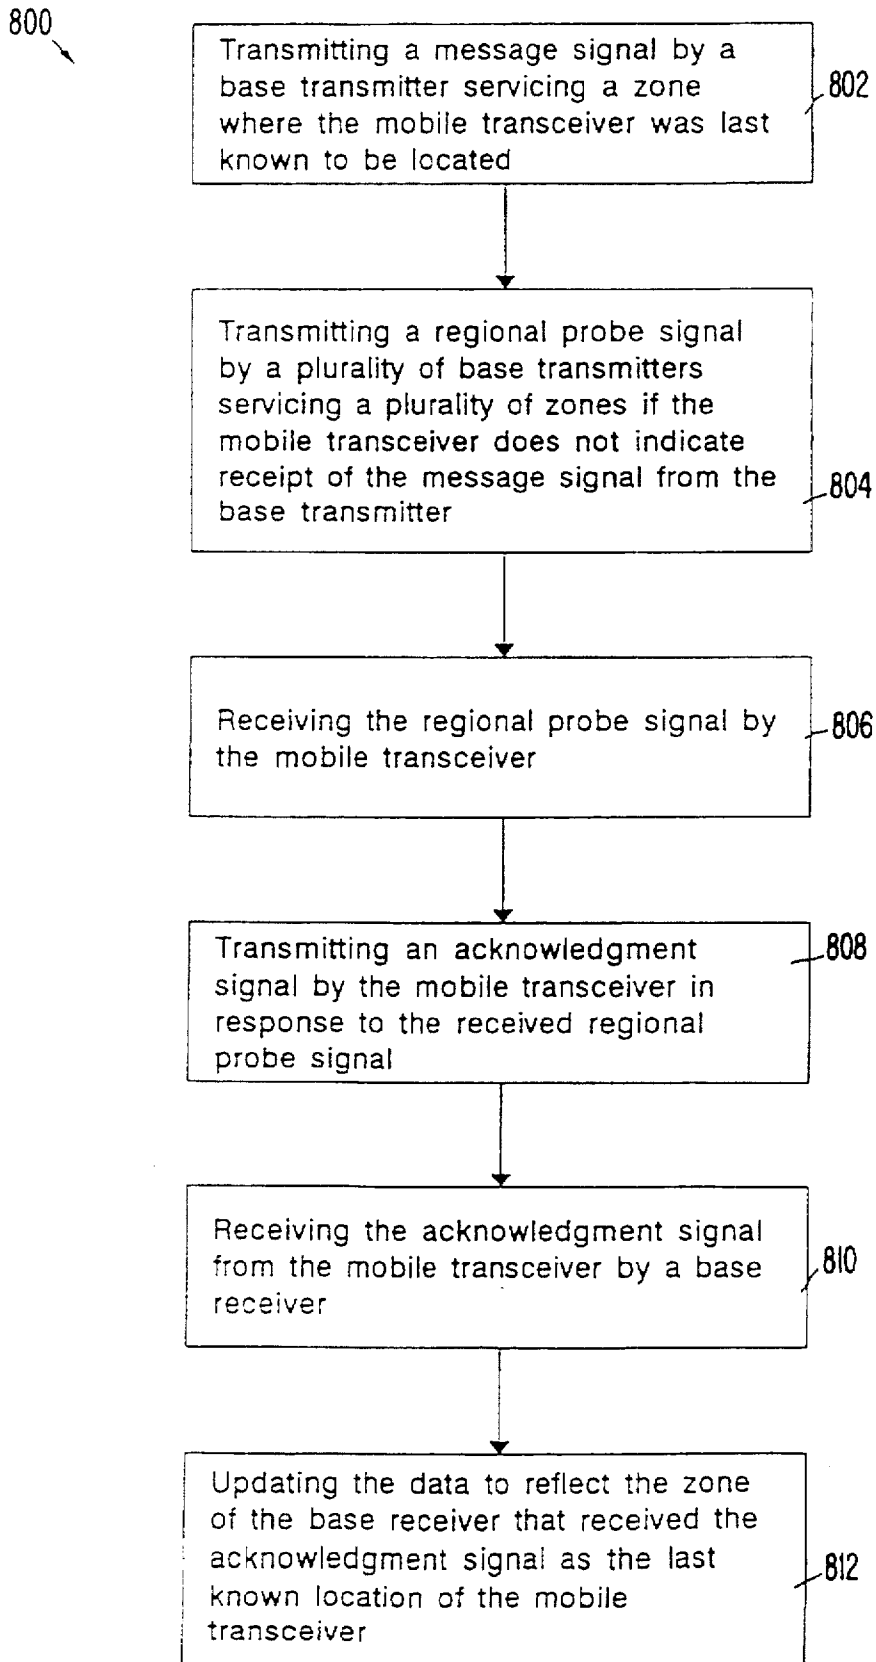 800
Transmitting a message signal by a
base transmitter servicing a zone
where the mobile transceiver was last
known to be located
802
Transmitting a regional probe signal
by a plurality of base transmitters
servicing a plurality of zones if the
mobile transceiver does not indicate
receipt of the message signal from the
base transmitter
804
Receiving the regional probe signal by
the mobile transceiver
806
Transmitting an acknowledgment
signal by the mobile transceiver in
response to the received regional
probe signal
808
Receiving the acknowledgment signal
from the mobile transceiver by a base
receiver
810
Updating the data to reflect the zone
of the base receiver that received the
acknowledgment signal as the last
known location of the mobile
transceiver
812